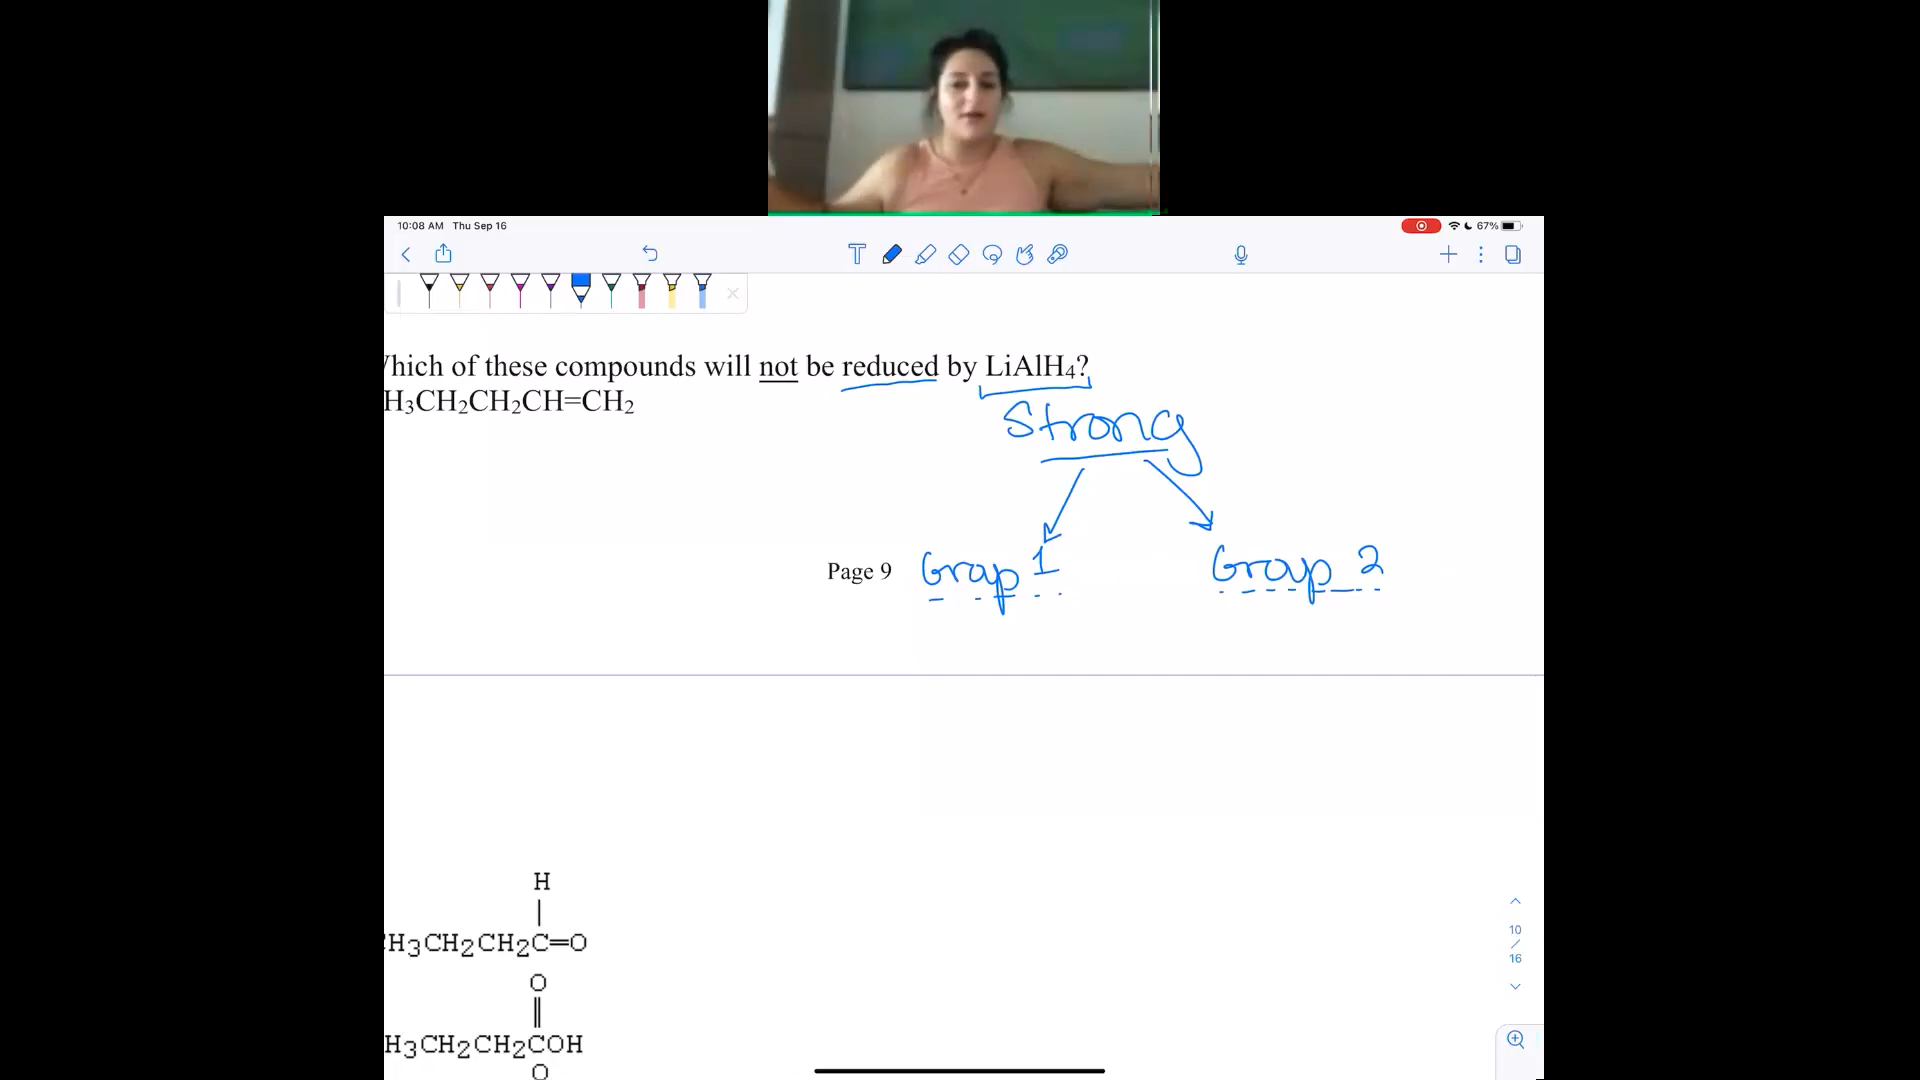 10:08 AM Thu Sep 16
67%
T
hich of these compounds will not be reduced by LiAlH4?
H3CH2CH2CH=CH2
Strong
Page 9 Group 1 Group 2
H
|
H3CH2CH2C=O
O
||
H3CH2CH2COH
O
10
/
16